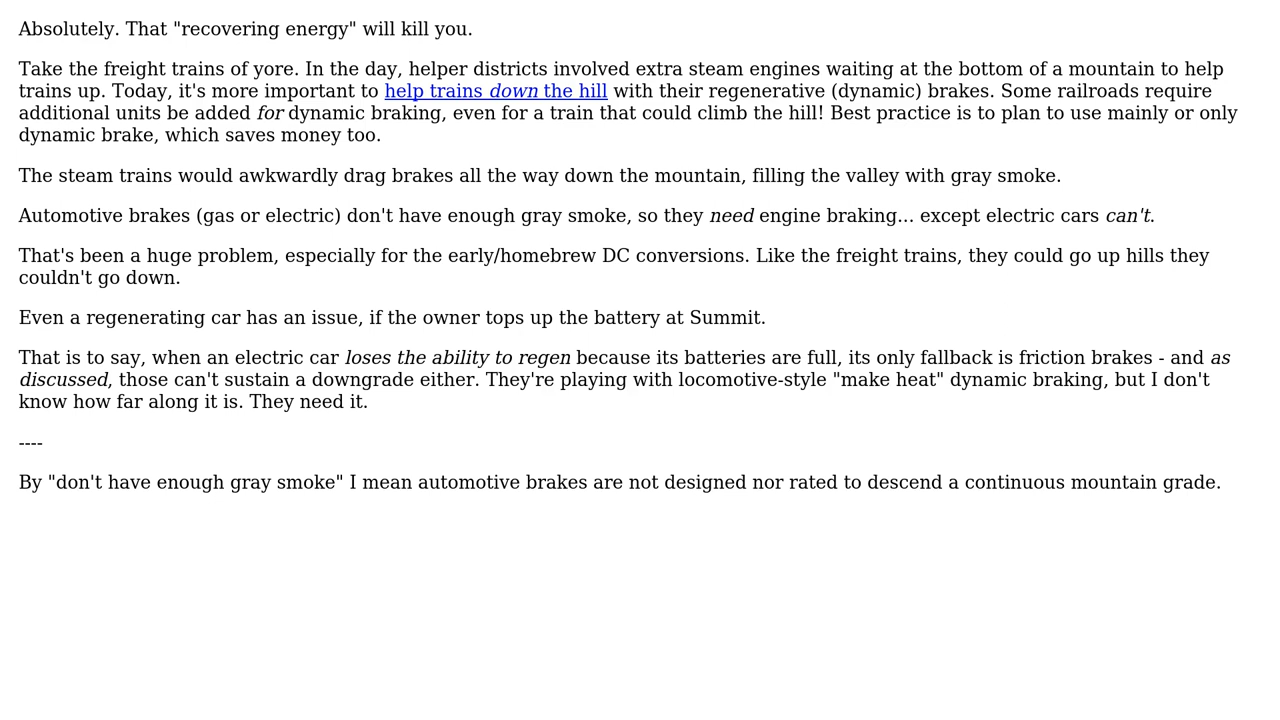 Absolutely. That "recovering energy" will kill you.
Take the freight trains of yore. In the day, helper districts involved extra steam engines waiting at the bottom of a mountain to help
trains up. Today, it's more important to help trains down the hill with their regenerative (dynamic) brakes. Some railroads require
additional units be added for dynamic braking, even for a train that could climb the hill! Best practice is to plan to use mainly or only
dynamic brake, which saves money too.
The steam trains would awkwardly drag brakes all the way down the mountain, filling the valley with gray smoke.
Automotive brakes (gas or electric) don't have enough gray smoke, so they need engine braking... except electric cars can't.
That's been a huge problem, especially for the early/homebrew DC conversions. Like the freight trains, they could go up hills they
couldn't go down.
Even a regenerating car has an issue, if the owner tops up the battery at Summit.
That is to say, when an electric car loses the ability to regen because its batteries are full, its only fallback is friction brakes - and as
discussed, those can't sustain a downgrade either. They're playing with locomotive-style "make heat" dynamic braking, but I don't
know how far along it is. They need it.
----
By "don't have enough gray smoke" I mean automotive brakes are not designed nor rated to descend a continuous mountain grade.